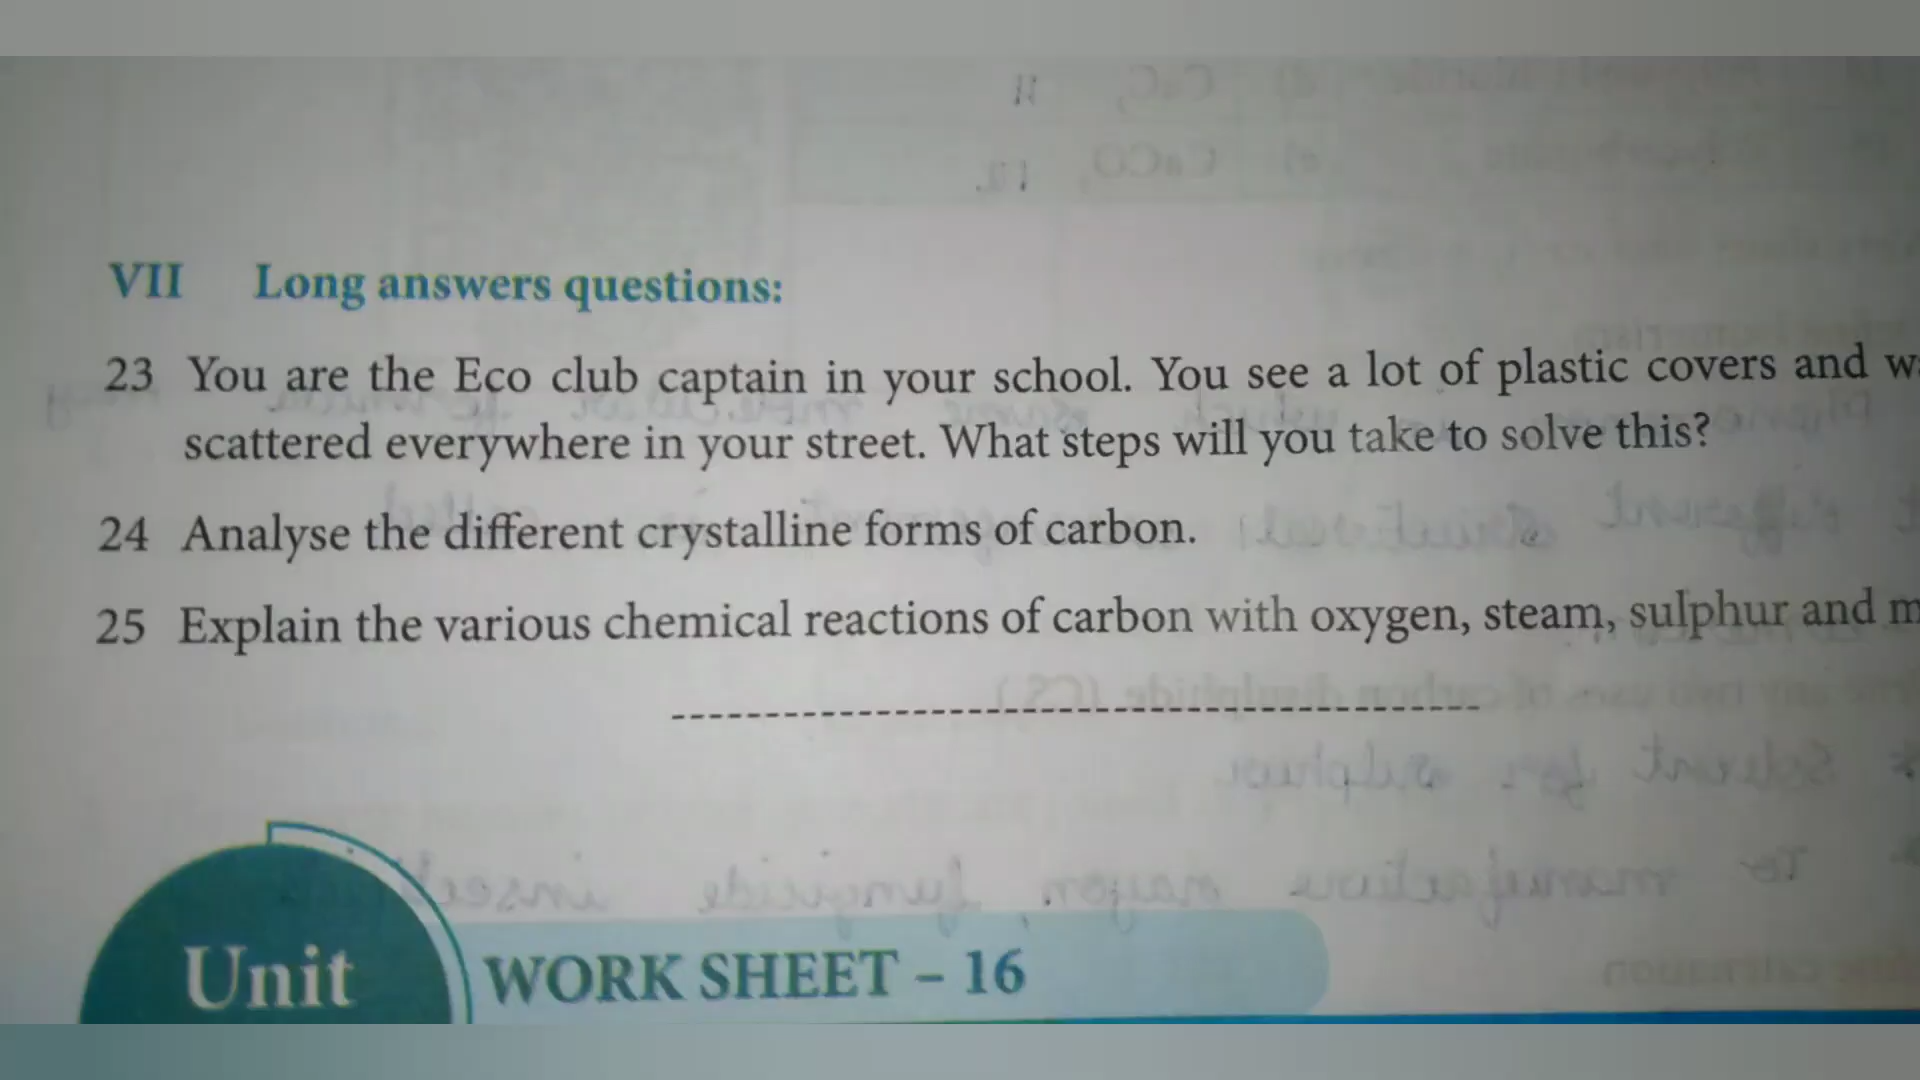 VII Long answers questions:
23 You are the Eco club captain in your school. You see a lot of plastic covers and
scattered everywhere in your street. What steps will you take to solve this?
24 Analyse the different crystalline forms of carbon.
25 Explain the various chemical reactions of carbon with oxygen, steam, sulphur and
Unit
WORK SHEET – 16